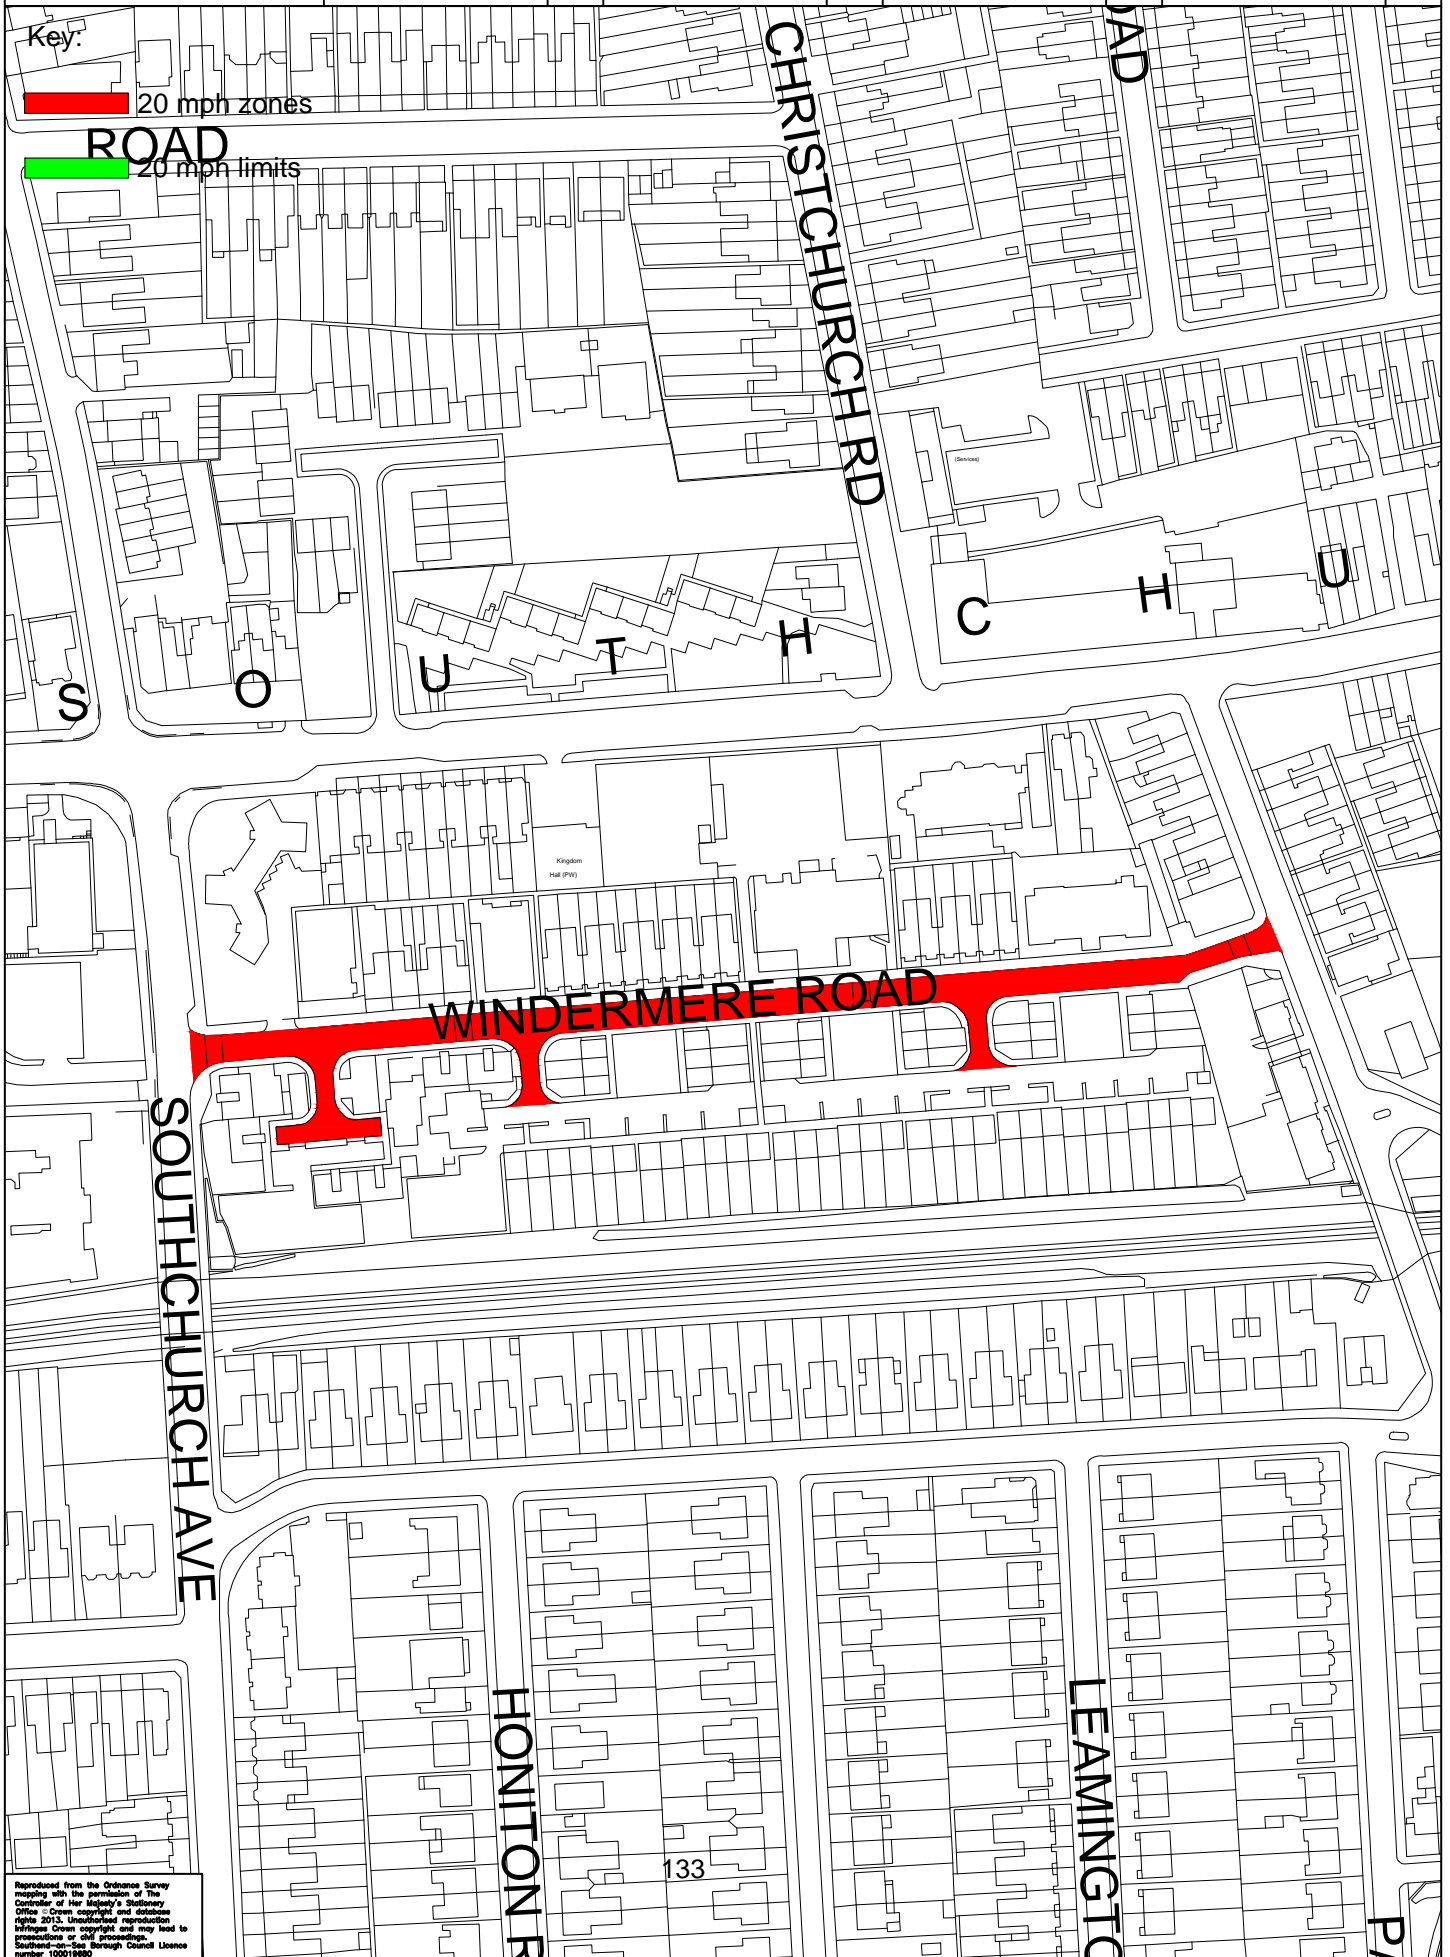 Key:
20 mph zones
ROAD
20 mph limits
CHRISTCHURCH RD
OAD
(Services)
S O U T H C H U
Kingdom
Hall (PW)
WINDERMERE ROAD
SOUTHCHURCH AVE
HONITON R
LEAMINGTO
PA
133
Reproduced from the Ordnance Survey
mapping with the permission of The
Controller of Her Majesty's Stationery
Office © Crown copyright and database
rights 2013. Unauthorised reproduction
infringes Crown copyright and may lead to
prosecutions or civil proceedings.
Southend-on-Sea Borough Council Licence
number 100019680